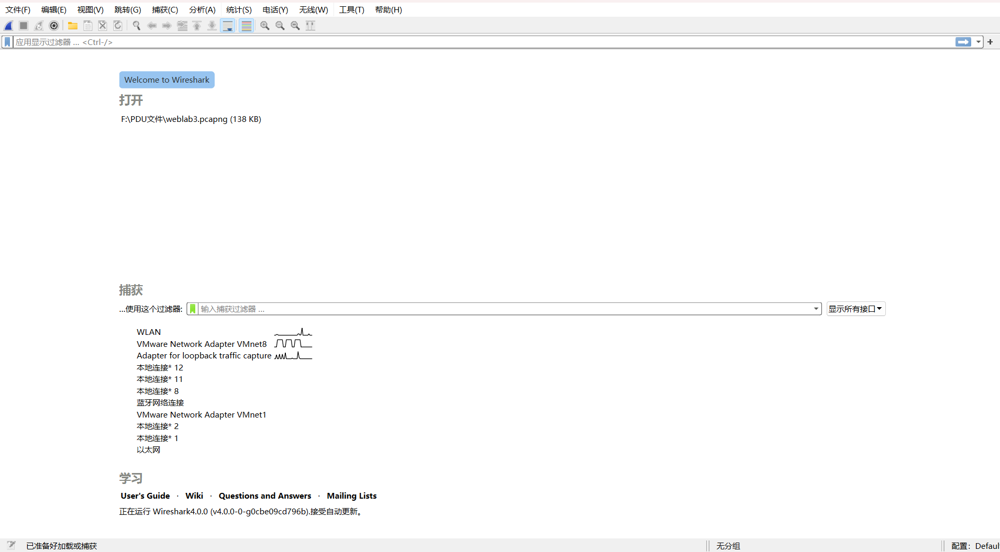 文件(F) 编辑(E) 视图(V) 跳转(G) 捕获(C) 分析(A) 统计(S) 电话(Y) 无线(W) 工具(T) 帮助(H)
应用显示过滤器 ... <Ctrl-/>
Welcome to Wireshark
打开
F:\PDU文件\weblab3.pcapng (138 KB)
捕获
...使用这个过滤器: 输入捕获过滤器 ... 显示所有接口
WLAN
VMware Network Adapter VMnet8
Adapter for loopback traffic capture
本地连接* 12
本地连接* 11
本地连接* 8
蓝牙网络连接
VMware Network Adapter VMnet1
本地连接* 2
本地连接* 1
以太网
学习
User's Guide · Wiki · Questions and Answers · Mailing Lists
正在运行 Wireshark4.0.0 (v4.0.0-0-g0cbe09cd796b).接受自动更新。
已准备好加载或捕获 无分组 配置: Defaul